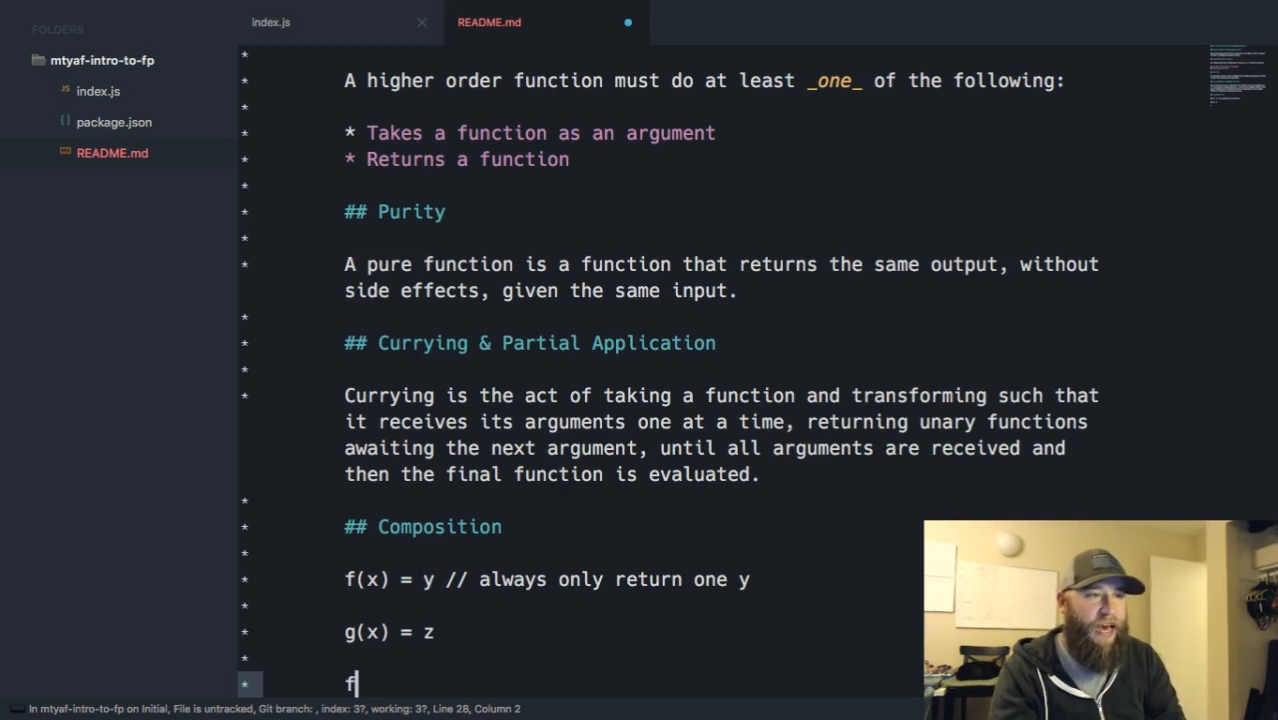 FOLDERS
mtyaf-intro-to-fp
index.js
package.json
README.md
index.js
README.md
*
* A higher order function must do at least _one_ of the following:
*
* * Takes a function as an argument
* * Returns a function
*
* ## Purity
*
* A pure function is a function that returns the same output, without
side effects, given the same input.
*
* ## Currying & Partial Application
*
* Currying is the act of taking a function and transforming such that
it receives its arguments one at a time, returning unary functions
awaiting the next argument, until all arguments are received and
then the final function is evaluated.
*
* ## Composition
*
* f(x) = y // always only return one y
*
* g(x) = z
*
* f
In mtyaf-intro-to-fp on Initial, File is untracked, Git branch: , index: 3?, working: 3?, Line 28, Column 2